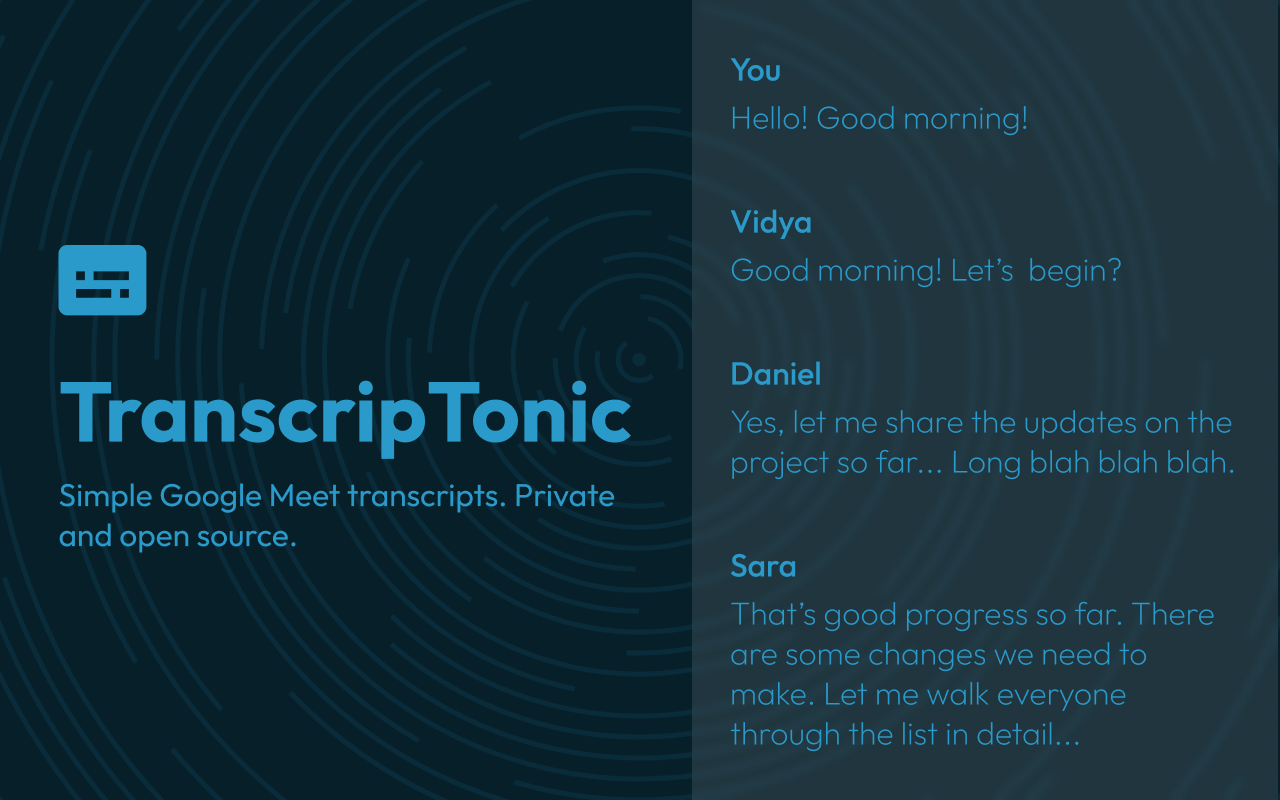 TranscripTonic
Simple Google Meet transcripts. Private
and open source.
You
Hello! Good morning!
Vidya
Good morning! Let’s  begin?
Daniel
Yes, let me share the updates on the
project so far... Long blah blah blah.
Sara
That’s good progress so far. There
are some changes we need to
make. Let me walk everyone
through the list in detail...